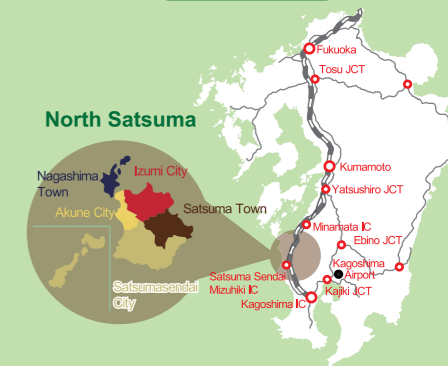 Fukuoka
Tosu JCT
North Satsuma
Kumamoto
Izumi City
Nagashima
Town
Yatsushiro JCT
Akune City
Satsuma Town
Minamata IC
Ebino JCT
Kagoshima
Airport
Satsuma Sendai
Mizuhiki IC
Kajiki JCT
Satsumasendai
City
Kagoshima IC